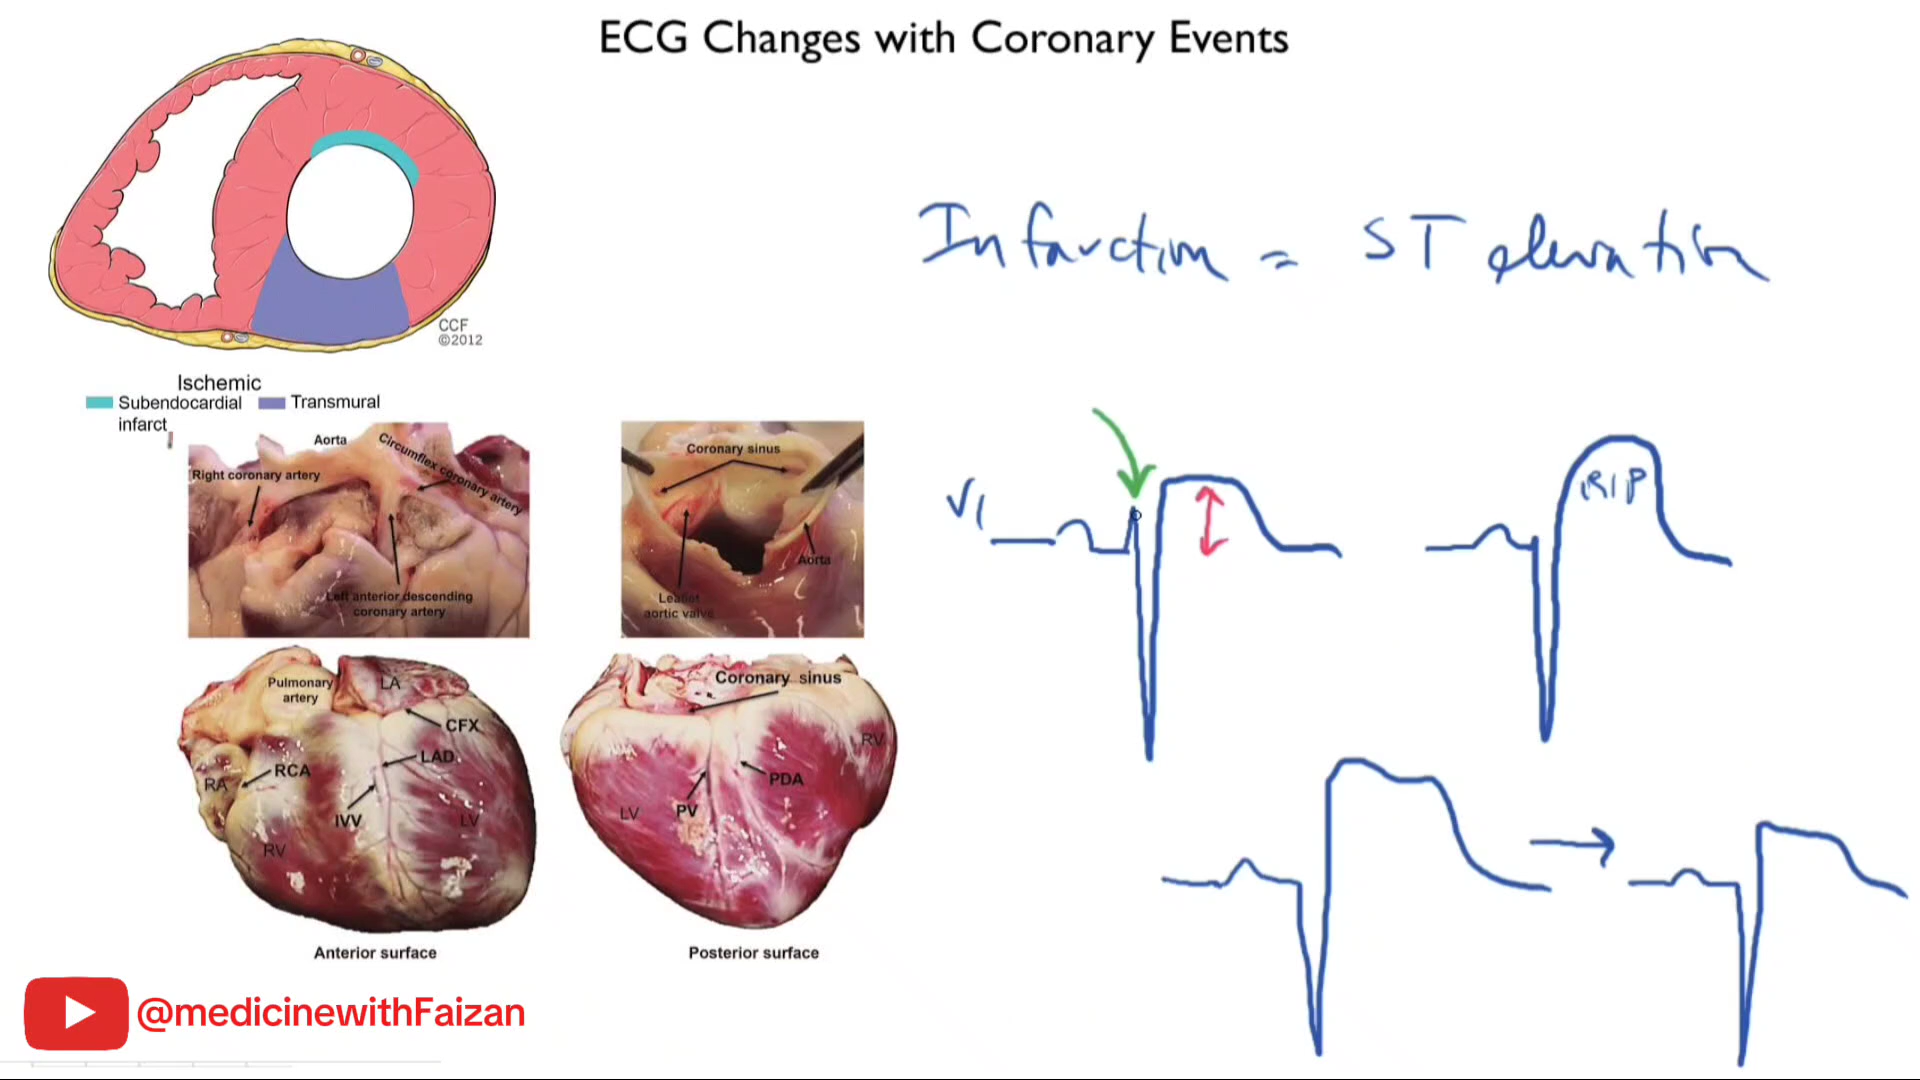 ECG Changes with Coronary Events
Infarction = ST elevation
CCF
©2012
Ischemic
Subendocardial
infarct
Transmural
Aorta
Circumflex coronary artery
Right coronary artery
Left anterior descending
coronary artery
Coronary sinus
Aorta
Leaflet
aortic valve
V1
RIP
Pulmonary
artery
LA
CFX
LAD
RCA
RA
IVV
LV
RV
Anterior surface
Coronary sinus
RV
PDA
PV
LV
Posterior surface
@medicinewithFaizan